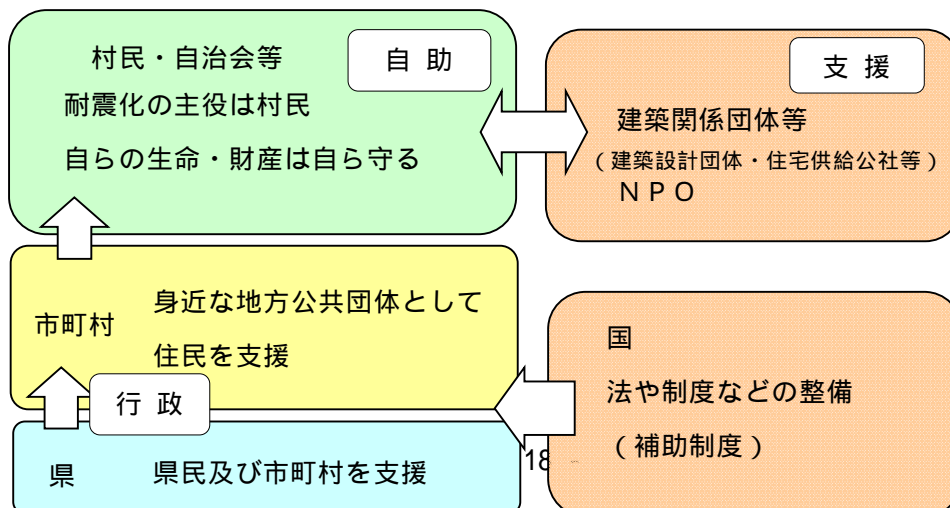 村民・自治会等
自 助
耐震化の主役は村民
自らの生命・財産は自ら守る
支 援
建築関係団体等
（建築設計団体・住宅供給公社等）
ＮＰＯ
市町村
身近な地方公共団体として
住民を支援
行 政
県
県民及び市町村を支援
国
法や制度などの整備
（補助制度）
18